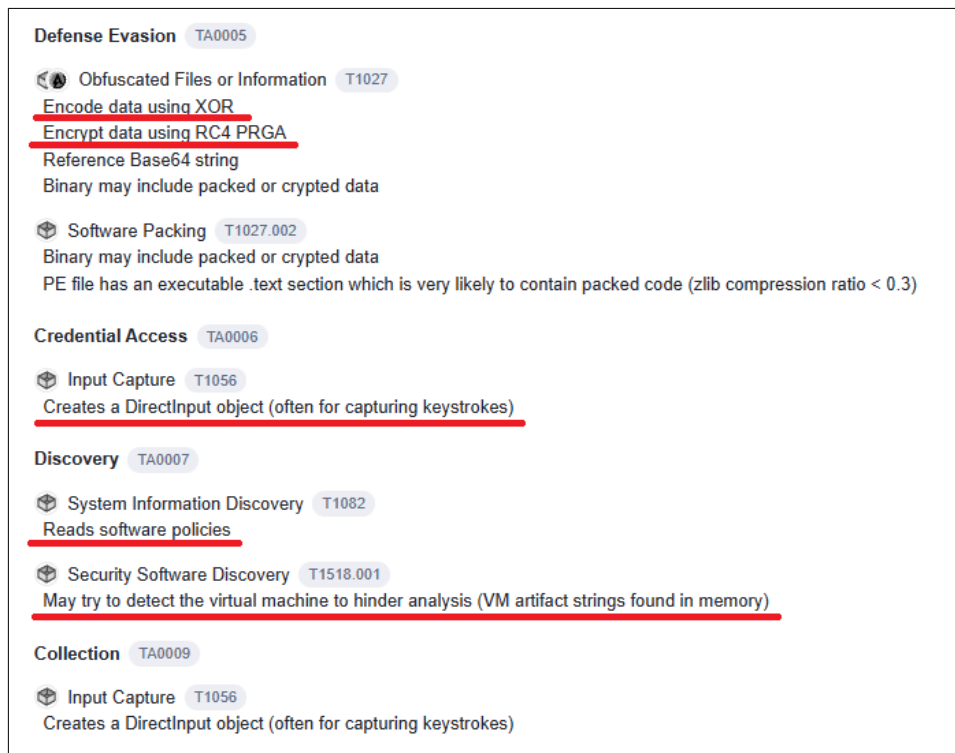 Defense Evasion TA0005
Obfuscated Files or Information T1027
Encode data using XOR
Encrypt data using RC4 PRGA
Reference Base64 string
Binary may include packed or crypted data
Software Packing T1027.002
Binary may include packed or crypted data
PE file has an executable .text section which is very likely to contain packed code (zlib compression ratio < 0.3)
Credential Access TA0006
Input Capture T1056
Creates a DirectInput object (often for capturing keystrokes)
Discovery TA0007
System Information Discovery T1082
Reads software policies
Security Software Discovery T1518.001
May try to detect the virtual machine to hinder analysis (VM artifact strings found in memory)
Collection TA0009
Input Capture T1056
Creates a DirectInput object (often for capturing keystrokes)